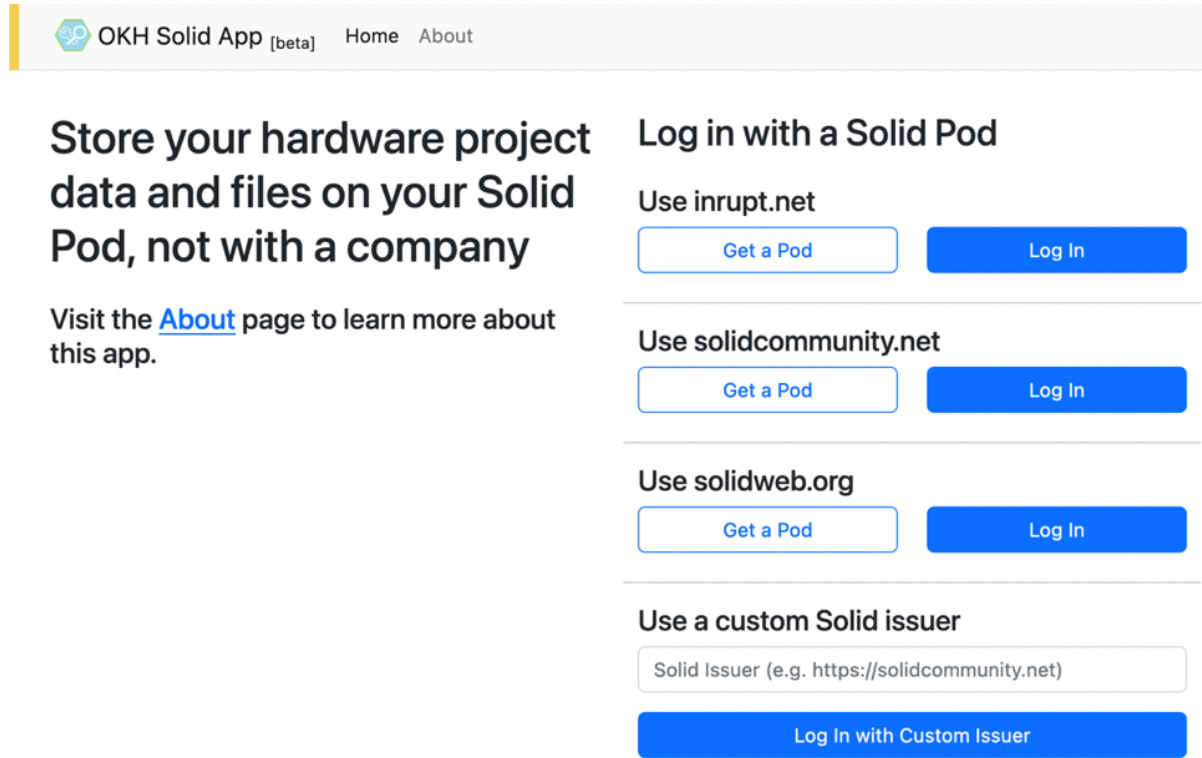 OKH Solid App [beta] Home About
Store your hardware project
data and files on your Solid
Pod, not with a company
Visit the About page to learn more about
this app.
Log in with a Solid Pod
Use inrupt.net
Get a Pod Log In
Use solidcommunity.net
Get a Pod Log In
Use solidweb.org
Get a Pod Log In
Use a custom Solid issuer
Solid Issuer (e.g. https://solidcommunity.net)
Log In with Custom Issuer